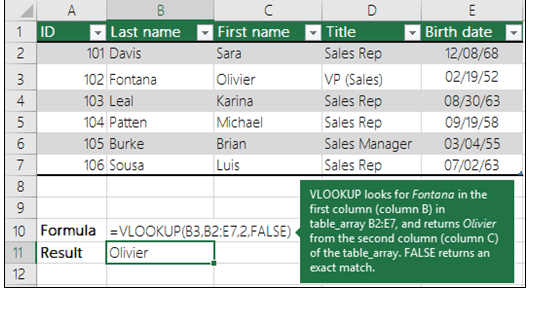 A B C D E
1 ID Last name First name Title Birth date
2 101 Davis Sara Sales Rep 12/08/68
3 102 Fontana Olivier VP (Sales) 02/19/52
4 103 Leal Karina Sales Rep 08/30/63
5 104 Patten Michael Sales Rep 09/19/58
6 105 Burke Brian Sales Manager 03/04/55
7 106 Sousa Luis Sales Rep 07/02/63
8
9
10 Formula =VLOOKUP(B3,B2:E7,2,FALSE)
11 Result Olivier
12
VLOOKUP looks for Fontana in the
first column (column B) in
table_array B2:E7, and returns Olivier
from the second column (column C)
of the table_array. FALSE returns an
exact match.